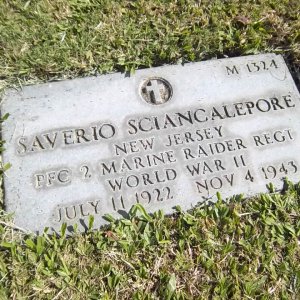 M 1324
SAVERIO SCIANCALEPORE
NEW JERSEY
PFC 2 MARINE RAIDER REGT
WORLD WAR II
JULY 11 1922 NOV 4 1943